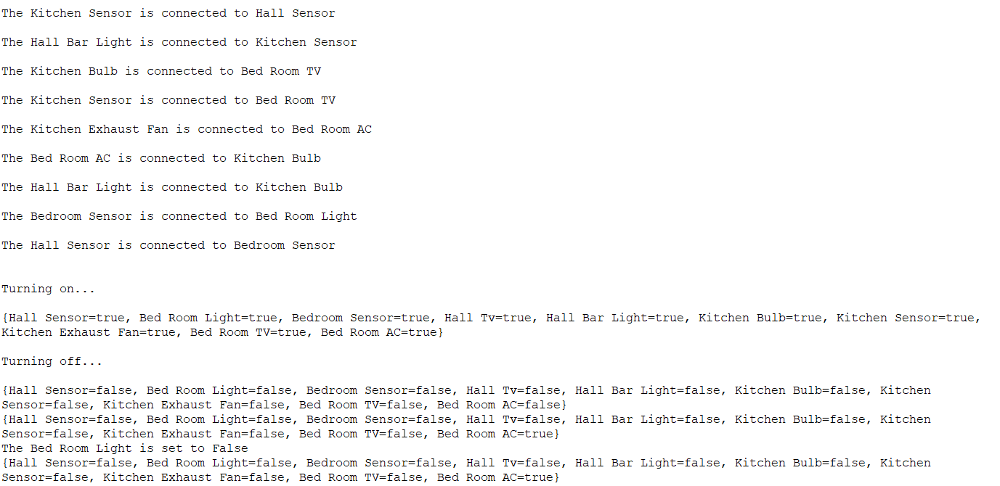 The Kitchen Sensor is connected to Hall Sensor
The Hall Bar Light is connected to Kitchen Sensor
The Kitchen Bulb is connected to Bed Room TV
The Kitchen Sensor is connected to Bed Room TV
The Kitchen Exhaust Fan is connected to Bed Room AC
The Bed Room AC is connected to Kitchen Bulb
The Hall Bar Light is connected to Kitchen Bulb
The Bedroom Sensor is connected to Bed Room Light
The Hall Sensor is connected to Bedroom Sensor
Turning on...
{Hall Sensor=true, Bed Room Light=true, Bedroom Sensor=true, Hall Tv=true, Hall Bar Light=true, Kitchen Bulb=true, Kitchen Sensor=true,
Kitchen Exhaust Fan=true, Bed Room TV=true, Bed Room AC=true}
Turning off...
{Hall Sensor=false, Bed Room Light=false, Bedroom Sensor=false, Hall Tv=false, Hall Bar Light=false, Kitchen Bulb=false, Kitchen
Sensor=false, Kitchen Exhaust Fan=false, Bed Room TV=false, Bed Room AC=false}
{Hall Sensor=false, Bed Room Light=false, Bedroom Sensor=false, Hall Tv=false, Hall Bar Light=false, Kitchen Bulb=false, Kitchen
Sensor=false, Kitchen Exhaust Fan=false, Bed Room TV=false, Bed Room AC=true}
The Bed Room Light is set to False
{Hall Sensor=false, Bed Room Light=false, Bedroom Sensor=false, Hall Tv=false, Hall Bar Light=false, Kitchen Bulb=false, Kitchen
Sensor=false, Kitchen Exhaust Fan=false, Bed Room TV=false, Bed Room AC=true}